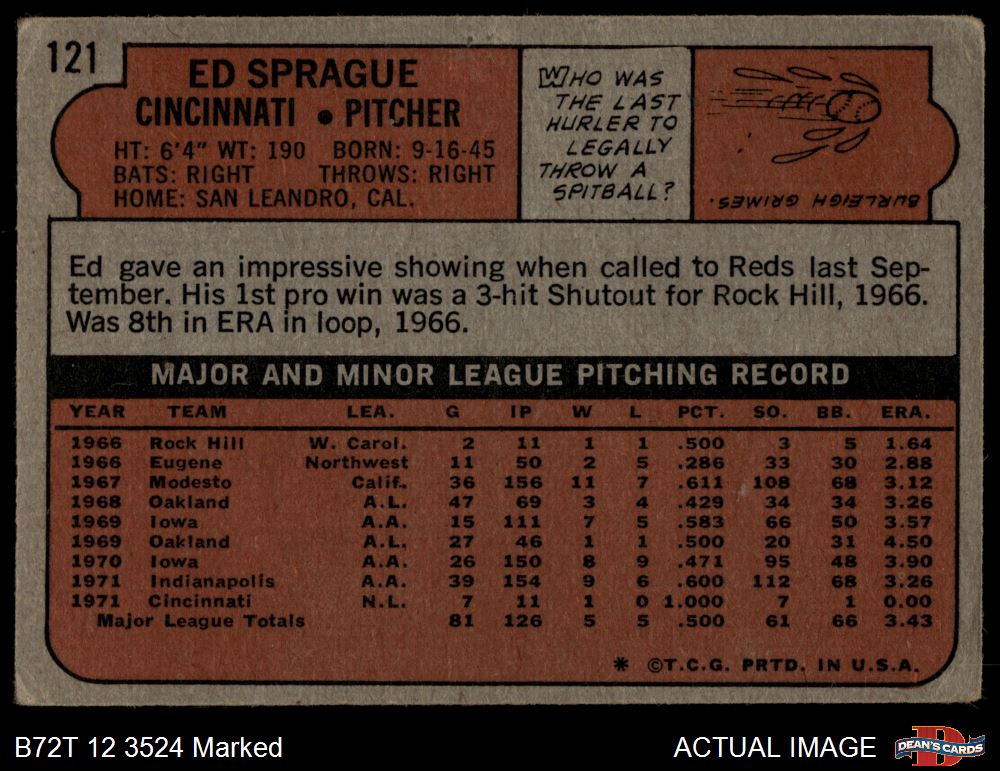 121
ED SPRAGUE
CINCINNATI • PITCHER
HT: 6'4" WT: 190 BORN: 9-16-45
BATS: RIGHT THROWS: RIGHT
HOME: SAN LEANDRO, CAL.
WHO WAS
THE LAST
HURLER TO
LEGALLY
THROW A
SPITBALL?
BURLEIGH GRIMES.
Ed gave an impressive showing when called to Reds last Sep-
tember. His 1st pro win was a 3-hit Shutout for Rock Hill, 1966.
Was 8th in ERA in loop, 1966.
MAJOR AND MINOR LEAGUE PITCHING RECORD
YEAR TEAM LEA. G IP W L PCT. SO. BB. ERA.
1966 Rock Hill W. Carol. 2 11 1 1 .500 3 5 1.64
1966 Eugene Northwest 11 50 2 5 .286 33 30 2.88
1967 Modesto Calif. 36 156 11 7 .611 108 68 3.12
1968 Oakland A.L. 47 69 3 4 .429 34 34 3.26
1969 Iowa A.A. 15 111 7 5 .583 66 50 3.57
1969 Oakland A.L. 27 46 1 1 .500 20 31 4.50
1970 Iowa A.A. 26 150 8 9 .471 95 48 3.90
1971 Indianapolis A.A. 39 154 9 6 .600 112 68 3.26
1971 Cincinnati N.L. 7 11 1 0 1.000 7 1 0.00
Major League Totals 81 126 5 5 .500 61 66 3.43
* ©T.C.G. PRTD. IN U.S.A.
B72T 12 3524 Marked
ACTUAL IMAGE
D
DEAN'S CARDS